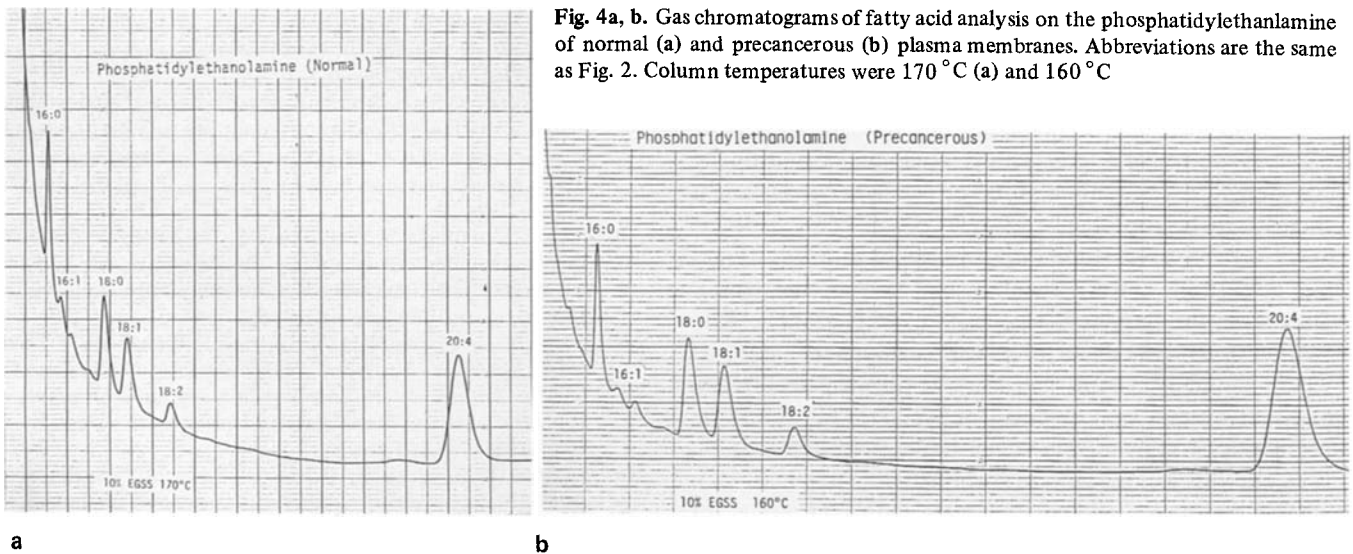 Fig. 4a, b. Gas chromatograms of fatty acid analysis on the phosphatidylethanlamine
of normal (a) and precancerous (b) plasma membranes. Abbreviations are the same
as Fig. 2. Column temperatures were 170 °C (a) and 160 °C
Phosphatidylethanolamine (Normal)
16:0
16:1 18:0
18:1
18:2
20:4
10% EGSS 170°C
a
Phosphatidylethanolamine (Precancerous)
16:0
16:1
18:0
18:1
18:2
20:4
10% EGSS 160°C
b